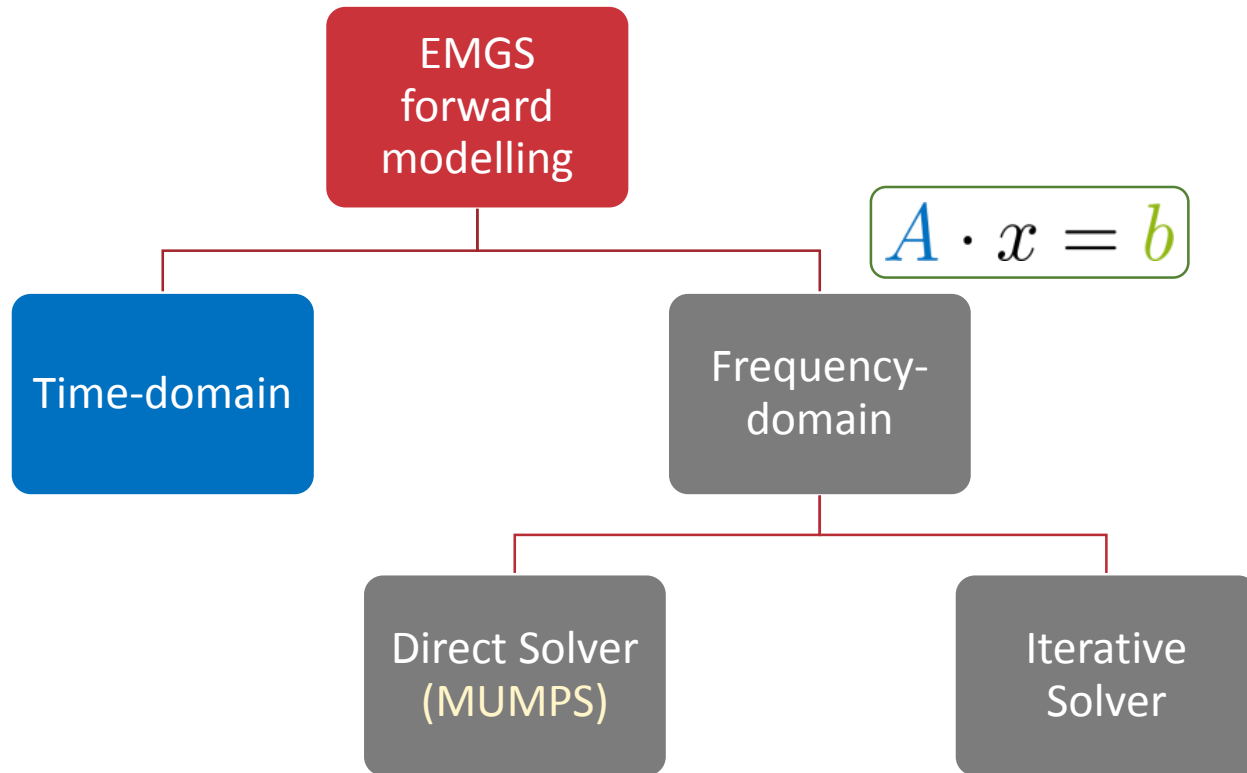 EMGS
forward
modelling
A · x = b
Time-domain
Frequency-
domain
Direct Solver
(MUMPS)
Iterative
Solver